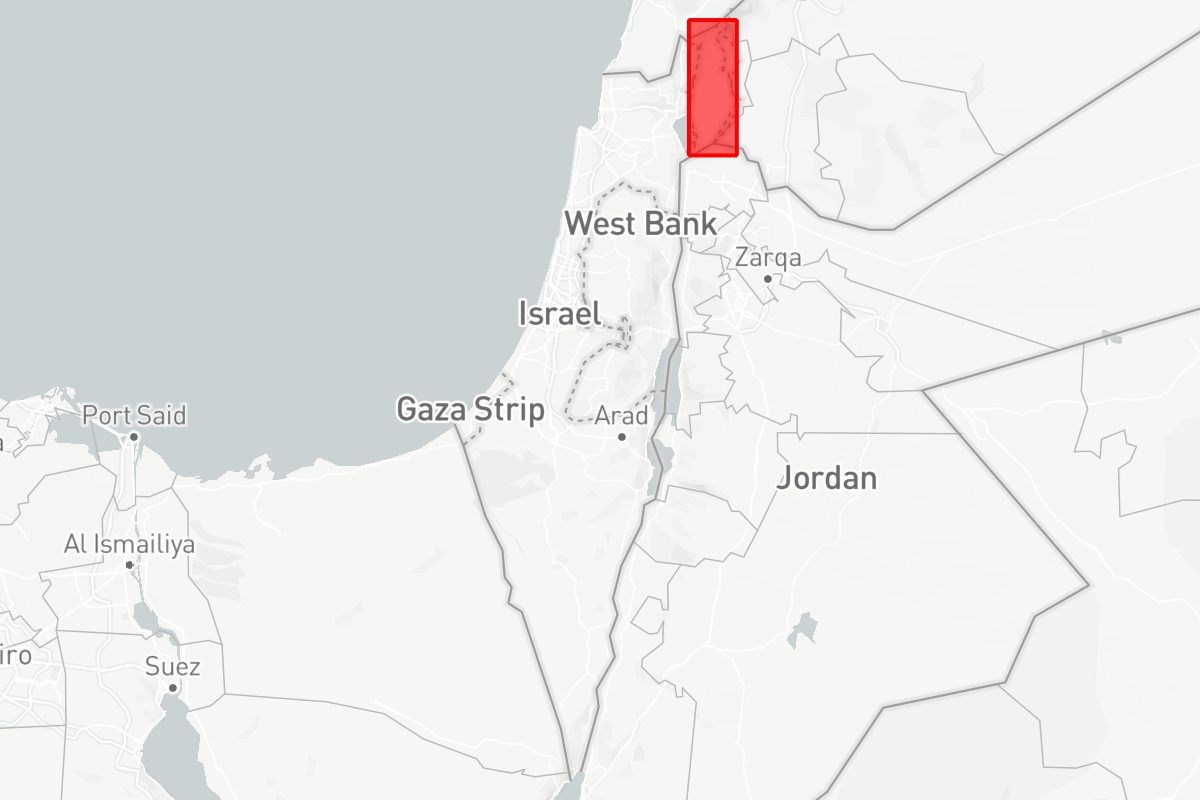 West Bank
Zarqa
Israel
Gaza Strip
Port Said
Arad
Jordan
Al Ismailiya
iro
Suez